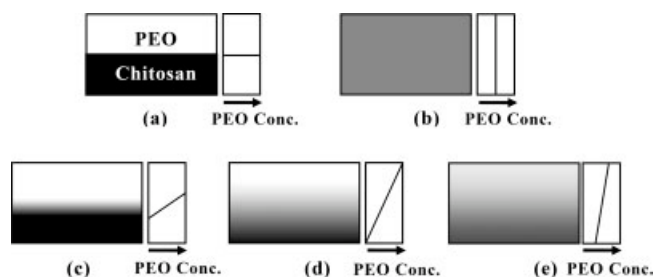 PEO
Chitosan
(a)
PEO Conc.
(b)
PEO Conc.
(c)
PEO Conc.
(d)
PEO Conc.
(e)
PEO Conc.